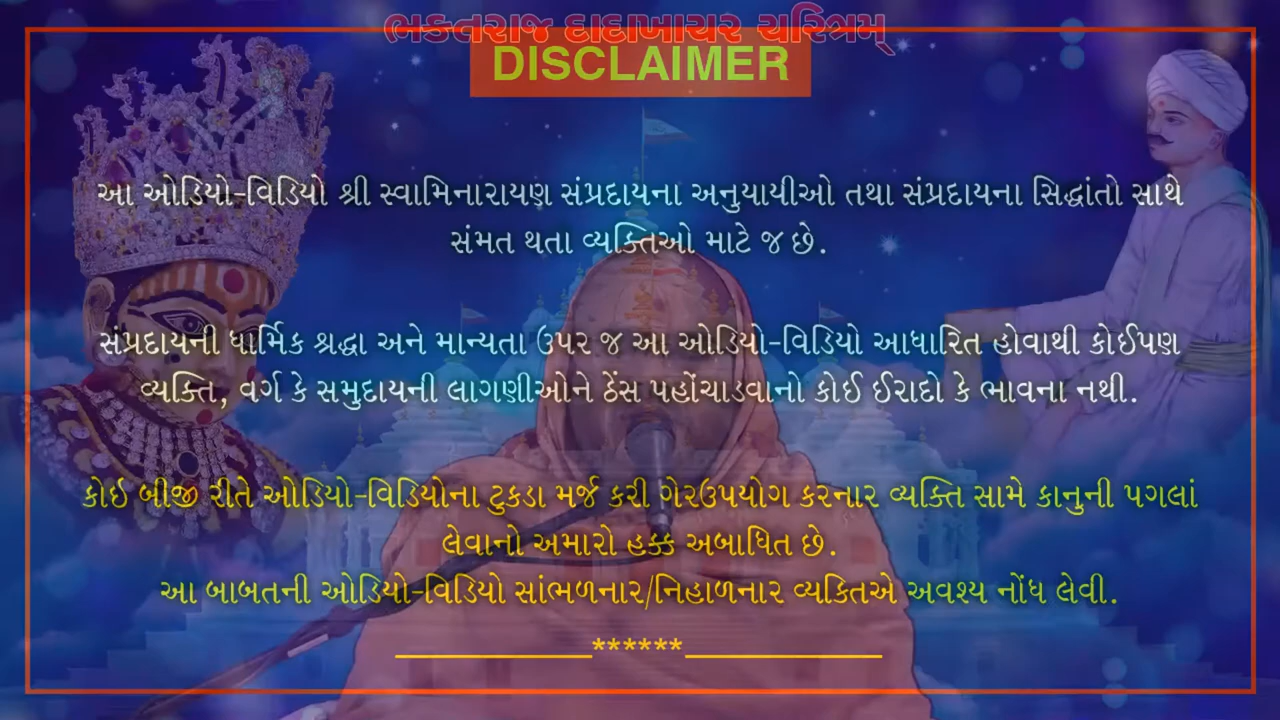 ભક્તરાજ દાદાખાચર ચરિત્રમ્
DISCLAIMER
આ ઓડિયો-વિડિયો શ્રી સ્વામિનારાયણ સંપ્રદાયના અનુયાયીઓ તથા સંપ્રદાયના સિદ્ધાંતો સાથે
સંમત થતા વ્યક્તિઓ માટે જ છે.
સંપ્રદાયની ધાર્મિક શ્રદ્ધા અને માન્યતા ઉપર જ આ ઓડિયો-વિડિયો આધારિત હોવાથી કોઈપણ
વ્યક્તિ, વર્ગ કે સમુદાયની લાગણીઓને ઠેંસ પહોંચાડવાનો કોઈ ઈરાદો કે ભાવના નથી.
કોઇ બીજી રીતે ઓડિયો-વિડિયોના ટુકડા મર્જ કરી ગેરઉપયોગ કરનાર વ્યક્તિ સામે કાનુની પગલાં
લેવાનો અમારો હક્ક અબાધિત છે.
આ બાબતની ઓડિયો-વિડિયો સાંભળનાર/નિહાળનાર વ્યકિતએ અવશ્ય નોંધ લેવી.
____________******____________